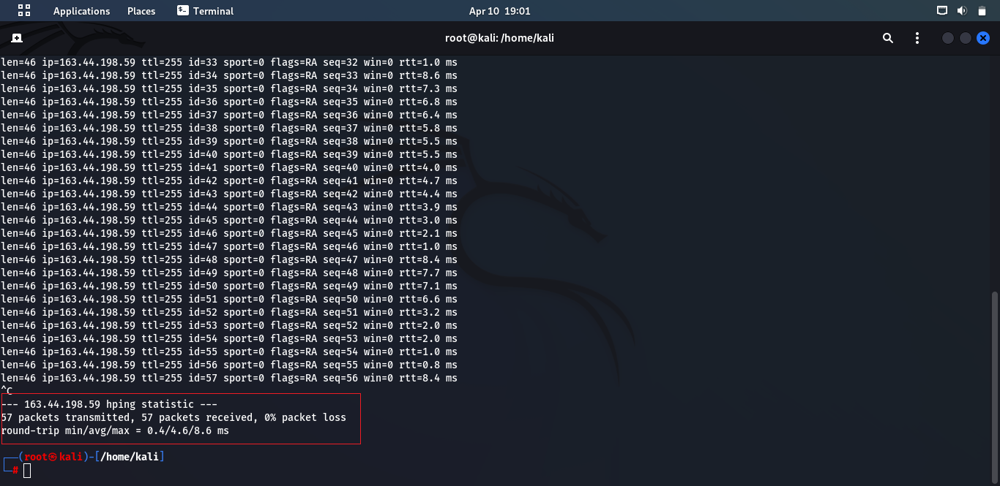 Applications Places Terminal Apr 10 19:01
root@kali: /home/kali
len=46 ip=163.44.198.59 ttl=255 id=33 sport=0 flags=RA seq=32 win=0 rtt=1.0 ms
len=46 ip=163.44.198.59 ttl=255 id=34 sport=0 flags=RA seq=33 win=0 rtt=8.6 ms
len=46 ip=163.44.198.59 ttl=255 id=35 sport=0 flags=RA seq=34 win=0 rtt=7.3 ms
len=46 ip=163.44.198.59 ttl=255 id=36 sport=0 flags=RA seq=35 win=0 rtt=6.8 ms
len=46 ip=163.44.198.59 ttl=255 id=37 sport=0 flags=RA seq=36 win=0 rtt=6.4 ms
len=46 ip=163.44.198.59 ttl=255 id=38 sport=0 flags=RA seq=37 win=0 rtt=5.8 ms
len=46 ip=163.44.198.59 ttl=255 id=39 sport=0 flags=RA seq=38 win=0 rtt=5.5 ms
len=46 ip=163.44.198.59 ttl=255 id=40 sport=0 flags=RA seq=39 win=0 rtt=5.5 ms
len=46 ip=163.44.198.59 ttl=255 id=41 sport=0 flags=RA seq=40 win=0 rtt=4.0 ms
len=46 ip=163.44.198.59 ttl=255 id=42 sport=0 flags=RA seq=41 win=0 rtt=4.7 ms
len=46 ip=163.44.198.59 ttl=255 id=43 sport=0 flags=RA seq=42 win=0 rtt=4.4 ms
len=46 ip=163.44.198.59 ttl=255 id=44 sport=0 flags=RA seq=43 win=0 rtt=3.9 ms
len=46 ip=163.44.198.59 ttl=255 id=45 sport=0 flags=RA seq=44 win=0 rtt=3.0 ms
len=46 ip=163.44.198.59 ttl=255 id=46 sport=0 flags=RA seq=45 win=0 rtt=2.1 ms
len=46 ip=163.44.198.59 ttl=255 id=47 sport=0 flags=RA seq=46 win=0 rtt=1.0 ms
len=46 ip=163.44.198.59 ttl=255 id=48 sport=0 flags=RA seq=47 win=0 rtt=8.4 ms
len=46 ip=163.44.198.59 ttl=255 id=49 sport=0 flags=RA seq=48 win=0 rtt=7.7 ms
len=46 ip=163.44.198.59 ttl=255 id=50 sport=0 flags=RA seq=49 win=0 rtt=7.1 ms
len=46 ip=163.44.198.59 ttl=255 id=51 sport=0 flags=RA seq=50 win=0 rtt=6.6 ms
len=46 ip=163.44.198.59 ttl=255 id=52 sport=0 flags=RA seq=51 win=0 rtt=3.2 ms
len=46 ip=163.44.198.59 ttl=255 id=53 sport=0 flags=RA seq=52 win=0 rtt=2.0 ms
len=46 ip=163.44.198.59 ttl=255 id=54 sport=0 flags=RA seq=53 win=0 rtt=2.0 ms
len=46 ip=163.44.198.59 ttl=255 id=55 sport=0 flags=RA seq=54 win=0 rtt=1.0 ms
len=46 ip=163.44.198.59 ttl=255 id=56 sport=0 flags=RA seq=55 win=0 rtt=0.8 ms
len=46 ip=163.44.198.59 ttl=255 id=57 sport=0 flags=RA seq=56 win=0 rtt=8.4 ms
^C
--- 163.44.198.59 hping statistic ---
57 packets transmitted, 57 packets received, 0% packet loss
round-trip min/avg/max = 0.4/4.6/8.6 ms
┌──(root㉿kali)-[/home/kali]
└─#